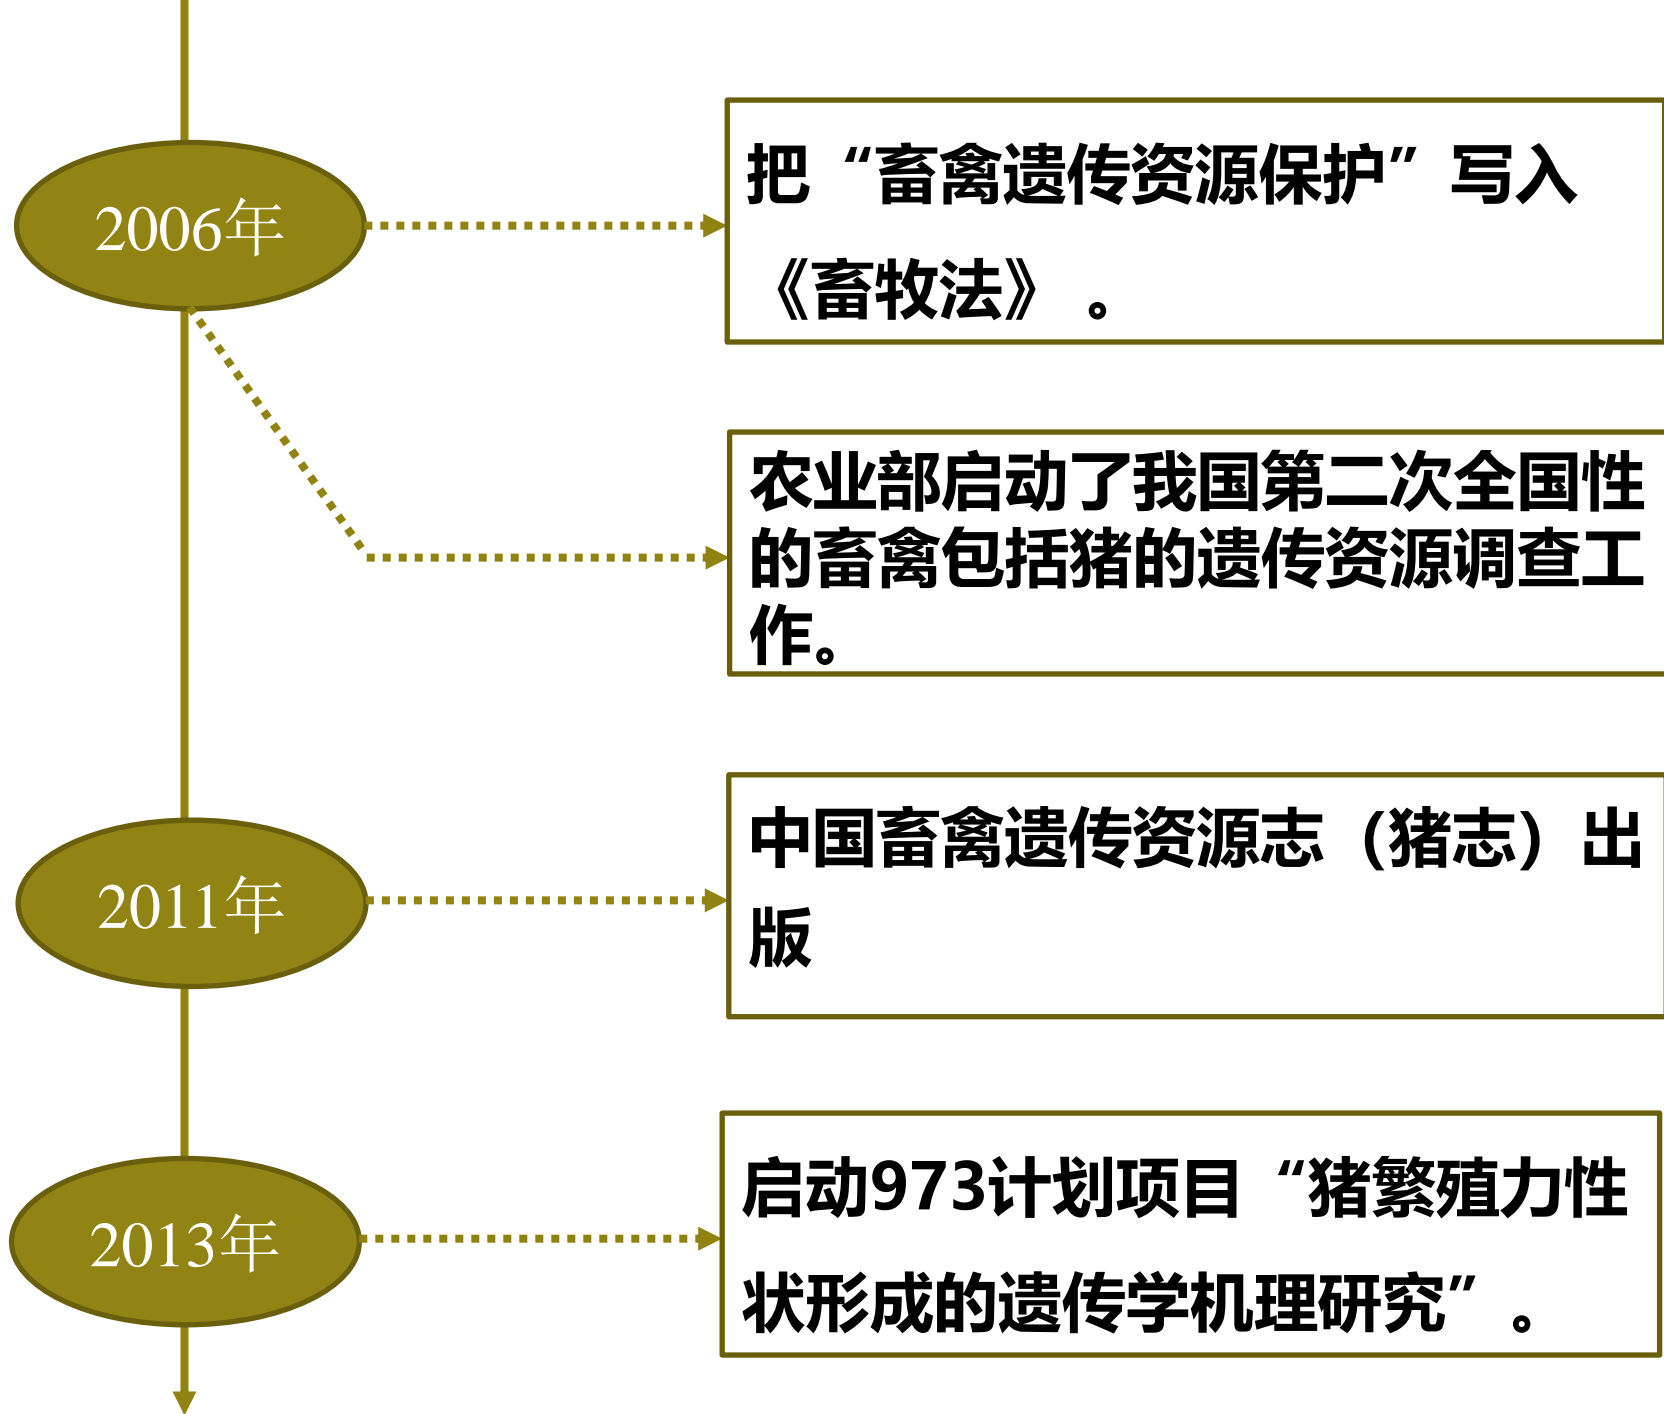 2006年
把“畜禽遗传资源保护”写入
《畜牧法》 。
农业部启动了我国第二次全国性
的畜禽包括猪的遗传资源调查工
作。
2011年
中国畜禽遗传资源志（猪志）出
版
2013年
启动973计划项目“猪繁殖力性
状形成的遗传学机理研究”。